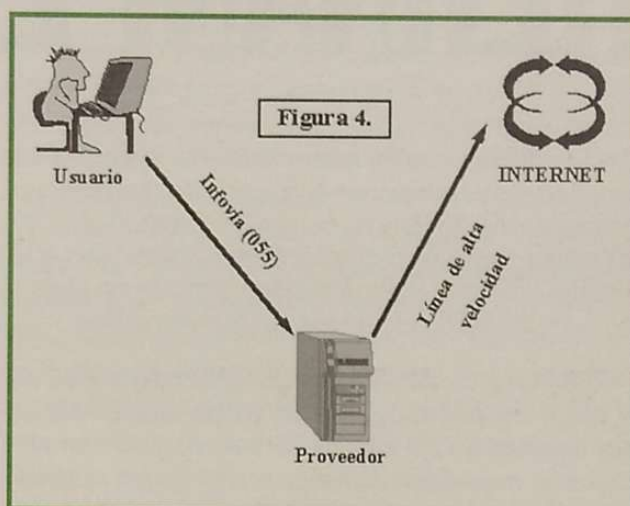 Figura 4.
Usuario
INTERNET
Infovía (055)
Línea de alta
velocidad
Proveedor